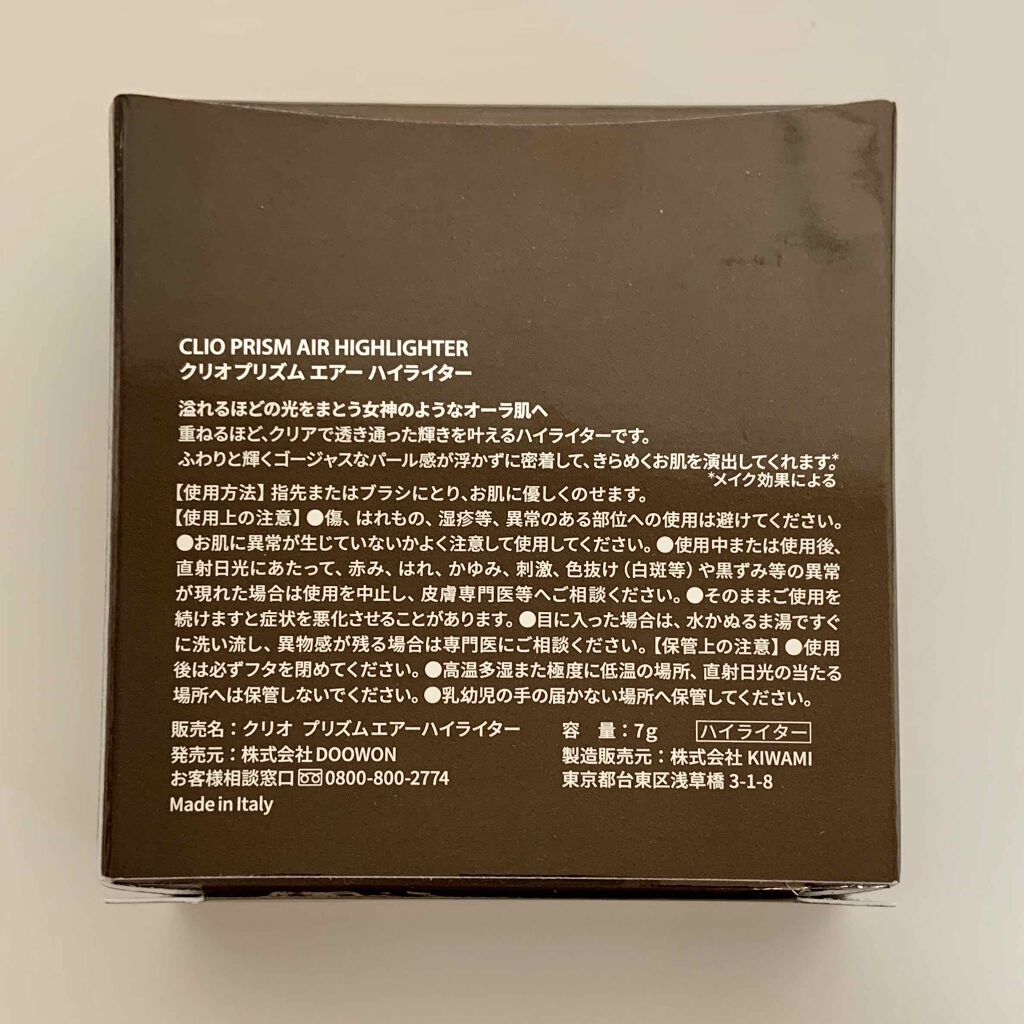 CLIO PRISM AIR HIGHLIGHTER
クリオプリズム エアー ハイライター
溢れるほどの光をまとう女神のようなオーラ肌へ
重ねるほど、クリアで透き通った輝きを叶えるハイライターです。
ふわりと輝くゴージャスなパール感が浮かずに密着して、きらめくお肌を演出してくれます。*
*メイク効果による
【使用方法】指先またはブラシにとり、お肌に優しくのせます。
【使用上の注意】●傷、はれもの、湿疹等、異常のある部位への使用は避けてください。
●お肌に異常が生じていないかよく注意して使用してください。●使用中または使用後、
直射日光にあたって、赤み、はれ、かゆみ、刺激、色抜け（白斑等）や黒ずみ等の異常
が現れた場合は使用を中止し、皮膚専門医等へご相談ください。●そのままご使用を
続けますと症状を悪化させることがあります。●目に入った場合は、水かぬるま湯ですぐ
に洗い流し、異物感が残る場合は専門医にご相談ください。【保管上の注意】●使用
後は必ずフタを閉めてください。●高温多湿また極度に低温の場所、直射日光の当たる
場所へは保管しないでください。●乳幼児の手の届かない場所へ保管してください。
販売名：クリオ プリズムエアーハイライター 容 量：7g ハイライター
発売元：株式会社DOOWON 製造販売元：株式会社 KIWAMI
お客様相談窓口 0800-800-2774 東京都台東区浅草橋 3-1-8
Made in Italy